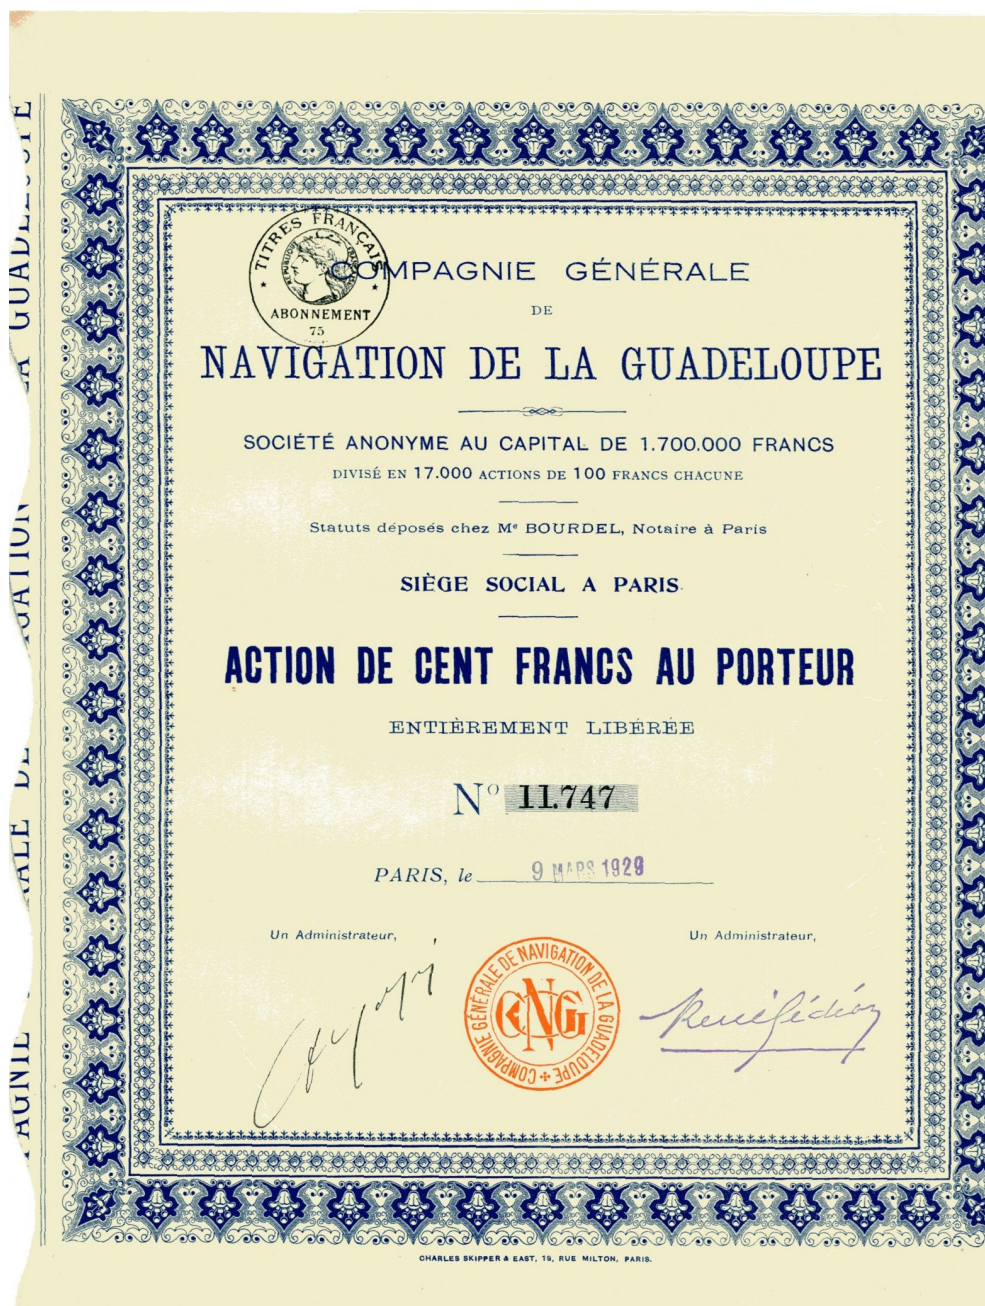 TITRES FRANÇAIS
RÉPUBLIQUE FRANÇAISE
ABONNEMENT
75
COMPAGNIE GÉNÉRALE
DE
NAVIGATION DE LA GUADELOUPE
SOCIÉTÉ ANONYME AU CAPITAL DE 1.700.000 FRANCS
DIVISÉ EN 17.000 ACTIONS DE 100 FRANCS CHACUNE
Statuts déposés chez Me BOURDEL, Notaire à Paris
SIÈGE SOCIAL A PARIS
ACTION DE CENT FRANCS AU PORTEUR
ENTIÈREMENT LIBÉRÉE
No 11.747
PARIS, le 9 MARS 1929
Un Administrateur,
Un Administrateur,
COMPAGNIE GÉNÉRALE DE NAVIGATION DE LA GUADELOUPE
CHARLES SKIPPER & EAST, 19, RUE MILTON, PARIS.